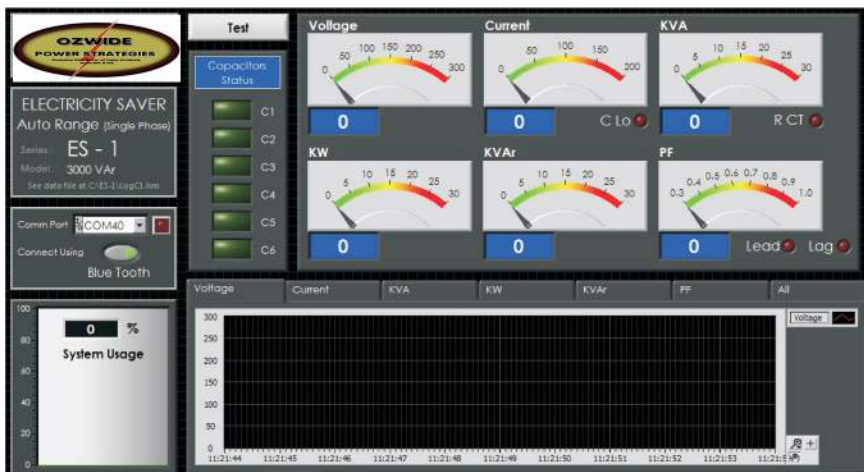 OZWIDE
POWER STRATEGIES
ELECTRICITY SAVER
Auto Range (Single Phase)
Series: ES - 1
Model: 3000 VAr
See data file at C:\ES-1\LogC1.lvm
Comm Port COM40
Connect Using
Blue Tooth
100
80
60
40
20
0
0 %
System Usage
Test
Capacitors
Status
C1
C2
C3
C4
C5
C6
Voltage
0 50 100 150 200 250 300
0
Current
0 50 100 150 200
0
C Lo
KVA
0 5 10 15 20 25 30
0
R CT
KW
0 5 10 15 20 25 30
0
KVAr
0 5 10 15 20 25 30
0
PF
0.3 0.4 0.5 0.6 0.7 0.8 0.9 1.0
0
Lead Lag
Voltage Current KVA KW KVAr PF All
300
250
200
150
100
50
0
11:21:44 11:21:45 11:21:46 11:21:47 11:21:48 11:21:49 11:21:50 11:21:51 11:21:52 11:21:53
Voltage